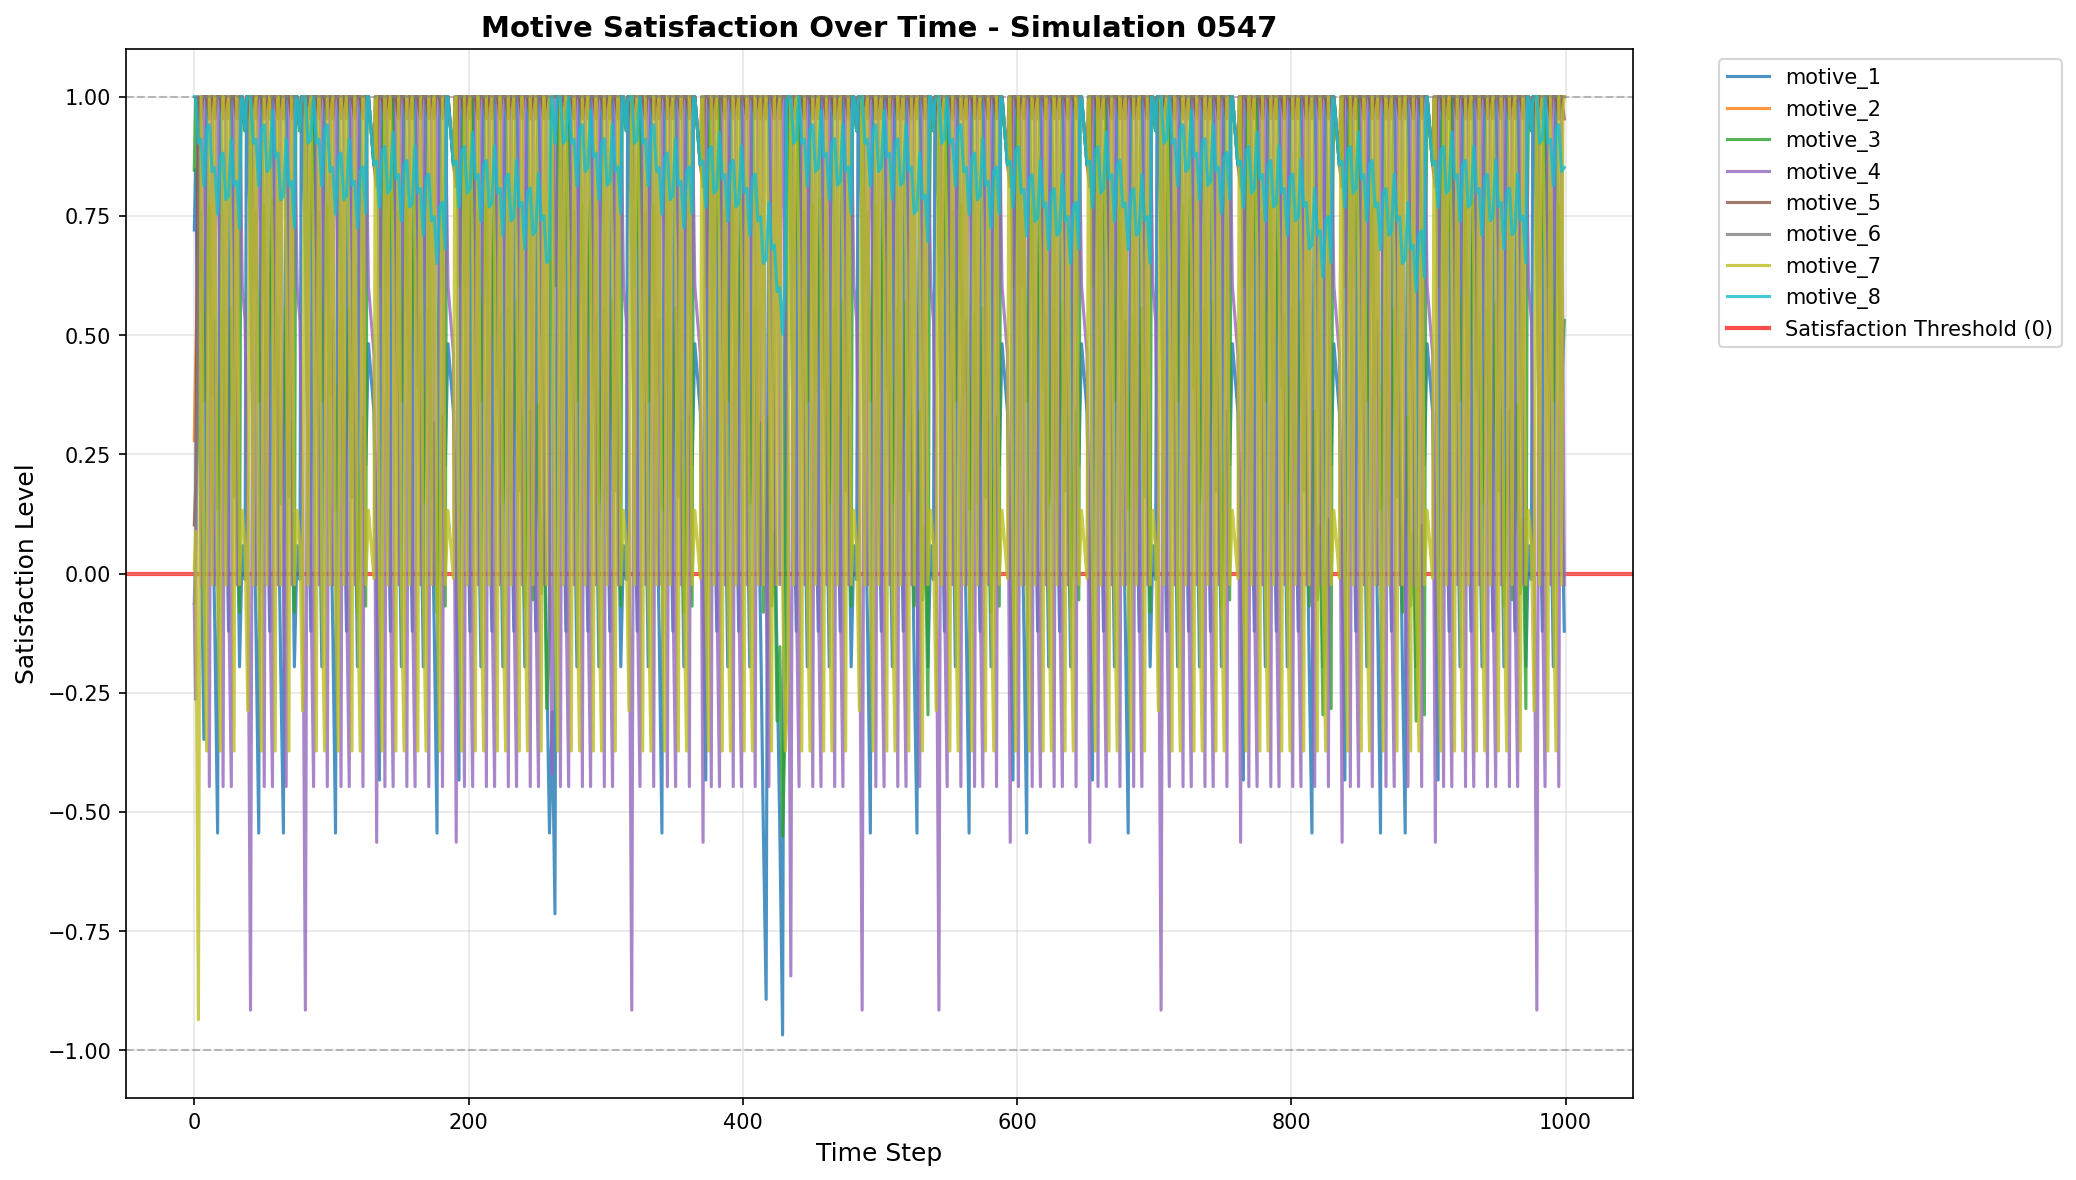 Motive Satisfaction Over Time - Simulation 0547
1.00
0.75
0.50
0.25
0.00
−0.25
−0.50
−0.75
−1.00
Satisfaction Level
0
200
400
600
800
1000
Time Step
motive_1
motive_2
motive_3
motive_4
motive_5
motive_6
motive_7
motive_8
Satisfaction Threshold (0)